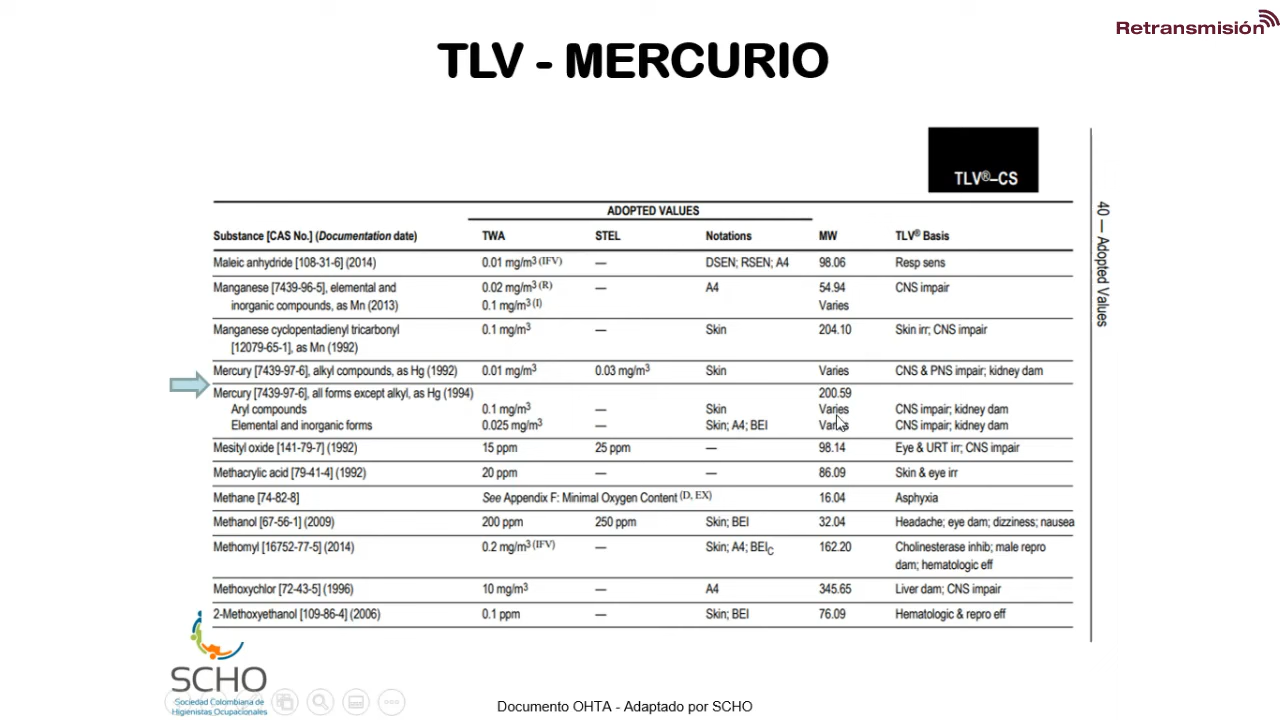 Retransmisión
TLV - MERCURIO
TLV®–CS
40 — Adopted Values
ADOPTED VALUES
Substance [CAS No.] (Documentation date) TWA STEL Notations MW TLV® Basis
Maleic anhydride [108-31-6] (2014) 0.01 mg/m³ (IFV) — DSEN; RSEN; A4 98.06 Resp sens
Manganese [7439-96-5], elemental and 0.02 mg/m³ (R) — A4 54.94 CNS impair
inorganic compounds, as Mn (2013) 0.1 mg/m³ (I) Varies
Manganese cyclopentadienyl tricarbonyl 0.1 mg/m³ — Skin 204.10 Skin irr; CNS impair
[12079-65-1], as Mn (1992)
Mercury [7439-97-6], alkyl compounds, as Hg (1992) 0.01 mg/m³ 0.03 mg/m³ Skin Varies CNS & PNS impair; kidney dam
Mercury [7439-97-6], all forms except alkyl, as Hg (1994) 200.59
Aryl compounds 0.1 mg/m³ — Skin Varies CNS impair; kidney dam
Elemental and inorganic forms 0.025 mg/m³ — Skin; A4; BEI Varies CNS impair; kidney dam
Mesityl oxide [141-79-7] (1992) 15 ppm 25 ppm — 98.14 Eye & URT irr; CNS impair
Methacrylic acid [79-41-4] (1992) 20 ppm — — 86.09 Skin & eye irr
Methane [74-82-8] See Appendix F: Minimal Oxygen Content (D, EX) 16.04 Asphyxia
Methanol [67-56-1] (2009) 200 ppm 250 ppm Skin; BEI 32.04 Headache; eye dam; dizziness; nausea
Methomyl [16752-77-5] (2014) 0.2 mg/m³ (IFV) — Skin; A4; BEIC 162.20 Cholinesterase inhib; male repro
dam; hematologic eff
Methoxychlor [72-43-5] (1996) 10 mg/m³ — A4 345.65 Liver dam; CNS impair
2-Methoxyethanol [109-86-4] (2006) 0.1 ppm — Skin; BEI 76.09 Hematologic & repro eff
SCHO
Sociedad Colombiana de
Higienistas Ocupacionales
Documento OHTA - Adaptado por SCHO